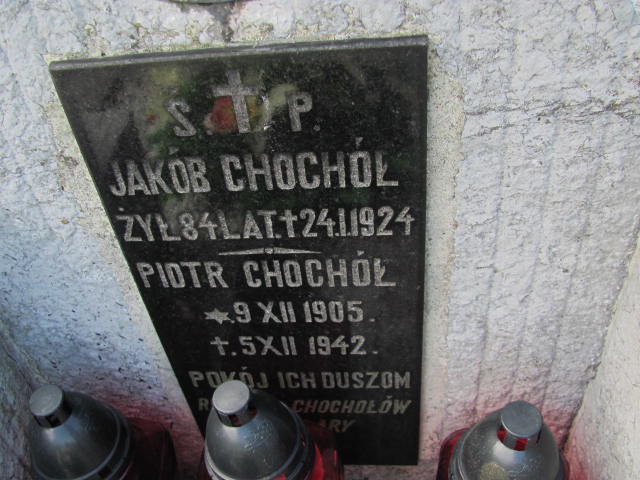 S. P.
JAKÓB CHOCHÓŁ
ŻYŁ 84 LAT. † 24.I.1924
PIOTR CHOCHÓŁ
* 9 XII 1905.
† 5 XII 1942.
POKÓJ ICH DUSZOM
CHOCHOŁÓW